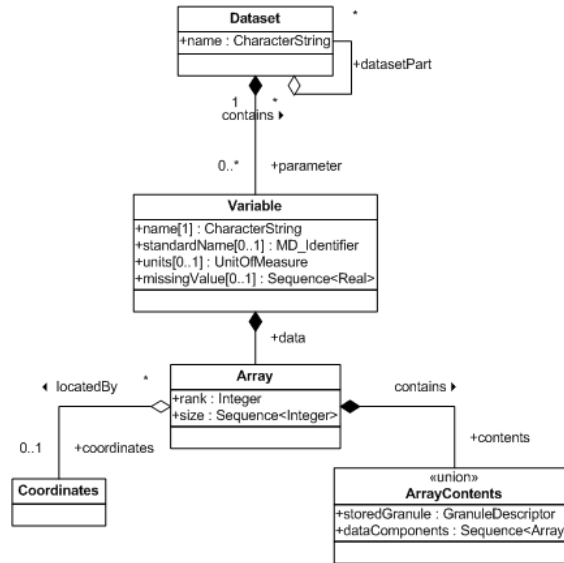 Dataset
*
+name : CharacterString
+datasetPart
1
*
contains
0..*
+parameter
Variable
+name[1] : CharacterString
+standardName[0..1] : MD_Identifier
+units[0..1] : UnitOfMeasure
+missingValue[0..1] : Sequence<Real>
+data
Array
+rank : Integer
+size : Sequence<Integer>
locatedBy
*
contains
0..1
+coordinates
+contents
Coordinates
«union»
ArrayContents
+storedGranule : GranuleDescriptor
+dataComponents : Sequence<Array